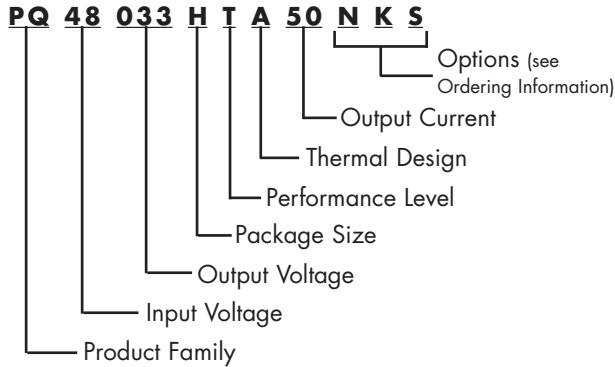 PQ 48 033 H T A 50 N K S
Options (see
Ordering Information)
Output Current
Thermal Design
Performance Level
Package Size
Output Voltage
Input Voltage
Product Family